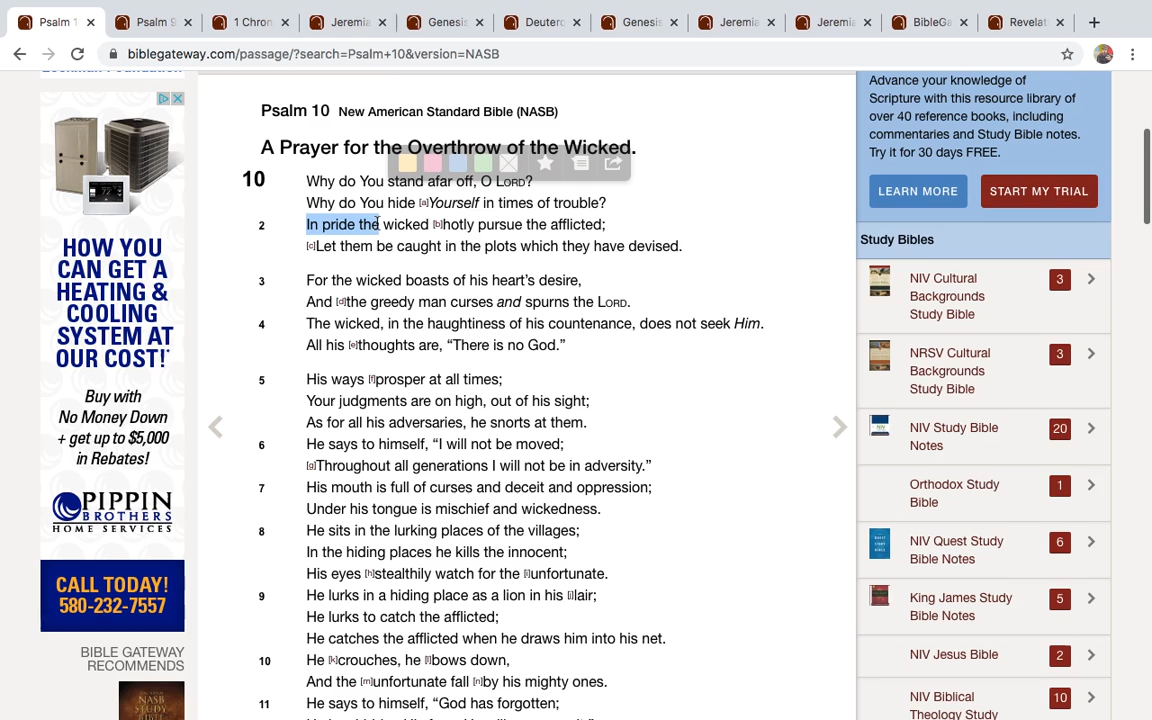 Psalm 1
Psalm 9
1 Chron
Jeremia
Genesis
Deutero
Genesis
Jeremia
Jeremia
BibleGa
Revelat
biblegateway.com/passage/?search=Psalm+10&version=NASB
HOW YOU
CAN GET A
HEATING &
COOLING
SYSTEM AT
OUR COST!*
Buy with
No Money Down
+ get up to $5,000
in Rebates!
PIPPIN
BROTHERS
HOME SERVICES
CALL TODAY!
580-232-7557
BIBLE GATEWAY
RECOMMENDS
NASB
Psalm 10 New American Standard Bible (NASB)
A Prayer for the Overthrow of the Wicked.
10 Why do You stand afar off, O LORD?
Why do You hide [a]Yourself in times of trouble?
2 In pride the wicked [b]hotly pursue the afflicted;
[c]Let them be caught in the plots which they have devised.
3 For the wicked boasts of his heart’s desire,
And [d]the greedy man curses and spurns the LORD.
4 The wicked, in the haughtiness of his countenance, does not seek Him.
All his [e]thoughts are, “There is no God.”
5 His ways [f]prosper at all times;
Your judgments are on high, out of his sight;
As for all his adversaries, he snorts at them.
6 He says to himself, “I will not be moved;
[g]Throughout all generations I will not be in adversity.”
7 His mouth is full of curses and deceit and oppression;
Under his tongue is mischief and wickedness.
8 He sits in the lurking places of the villages;
In the hiding places he kills the innocent;
His eyes [h]stealthily watch for the [i]unfortunate.
9 He lurks in a hiding place as a lion in his [j]lair;
He lurks to catch the afflicted;
He catches the afflicted when he draws him into his net.
10 He [k]crouches, he [l]bows down,
And the [m]unfortunate fall [n]by his mighty ones.
11 He says to himself, “God has forgotten;
Advance your knowledge of
Scripture with this resource library of
over 40 reference books, including
commentaries and Study Bible notes.
Try it for 30 days FREE.
LEARN MORE
START MY TRIAL
Study Bibles
NIV Cultural
Backgrounds
Study Bible
3
NRSV Cultural
Backgrounds
Study Bible
3
NIV Study Bible
Notes
20
Orthodox Study
Bible
1
NIV Quest Study
Bible Notes
6
King James Study
Bible Notes
5
NIV Jesus Bible
2
NIV Biblical
Theology Study
10